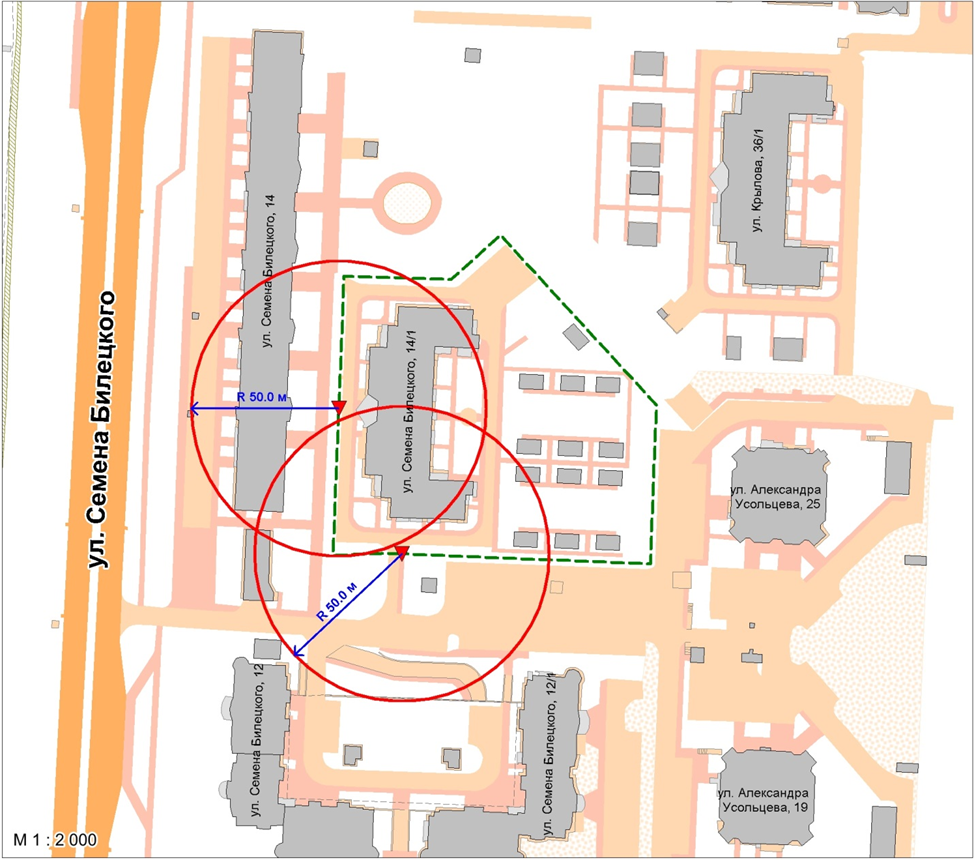 ул. Семена Билецкого, 14
ул. Крылова, 36/1
ул. Семена Билецкого
ул. Семена Билецкого, 14/1
R 50.0 м
ул. Александра
Усольцева, 25
R 50.0 м
ул. Семена Билецкого, 12
ул. Семена Билецкого, 12/1
ул. Александра
Усольцева, 19
М 1 : 2 000